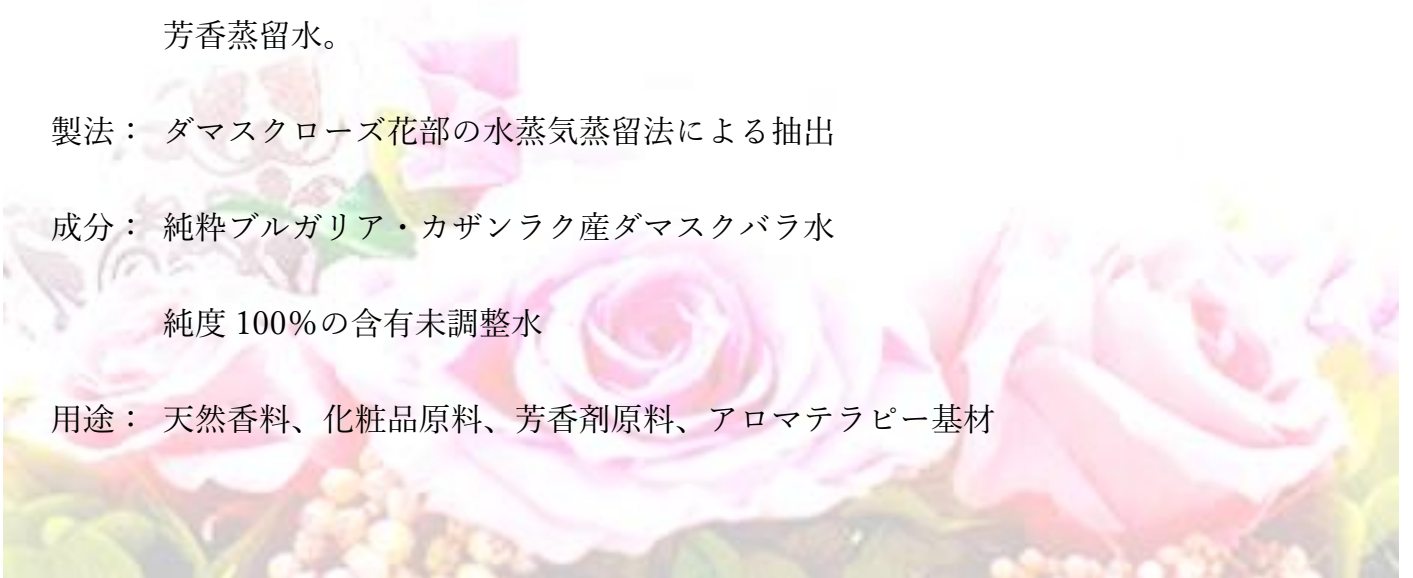 芳香蒸留水。
製法： ダマスクローズ花部の水蒸気蒸留法による抽出
成分： 純粋ブルガリア・カザンラク産ダマスクバラ水
純度 100%の含有未調整水
用途： 天然香料、化粧品原料、芳香剤原料、アロマテラピー基材